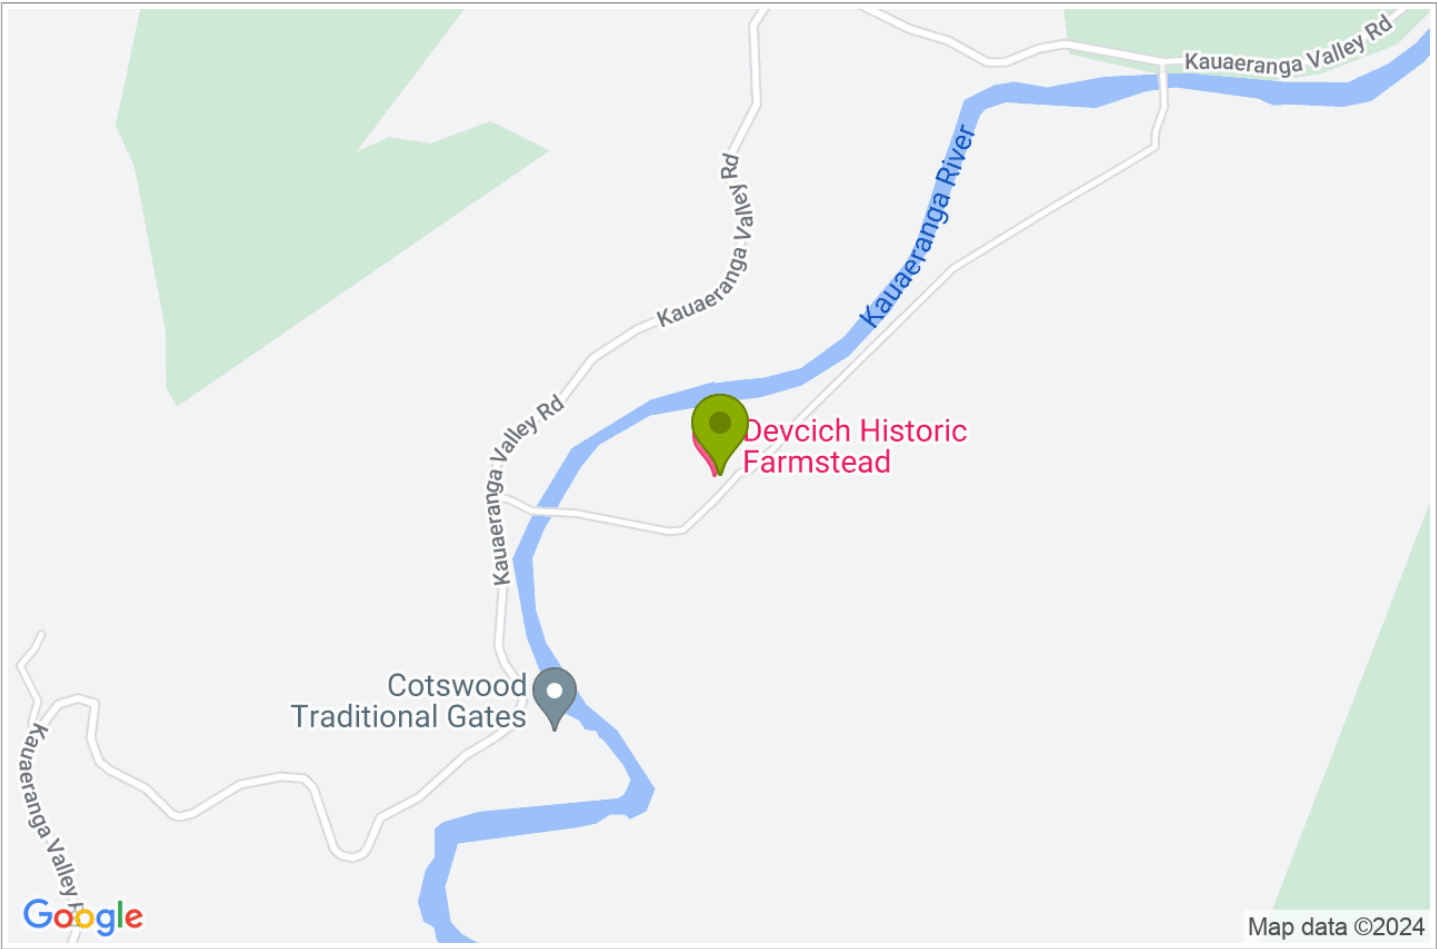 Kauaeranga Valley Rd
Kauaeranga Valley Rd
Kauaeranga River
Kauaeranga Valley Rd
Kauaeranga Valley Rd
Devcich Historic
Farmstead
Cotswood
Traditional Gates
Kauaeranga Valley Rd
Google
Map data ©2024